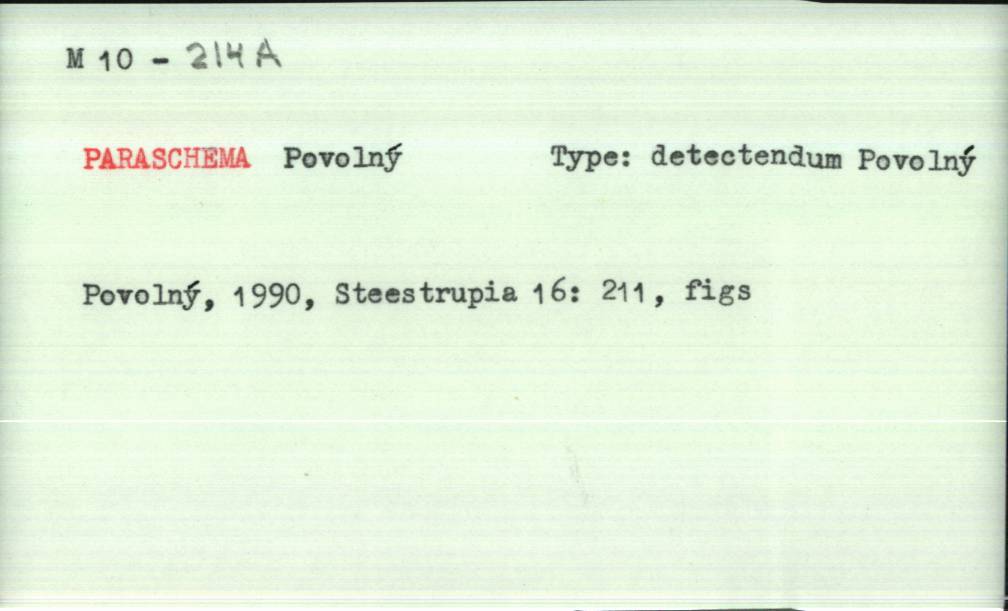 M 10 - 214A
PARASCHEMA Povolný Type: detectendum Povolný
Povolný, 1990, Steestrupia 16: 211, figs